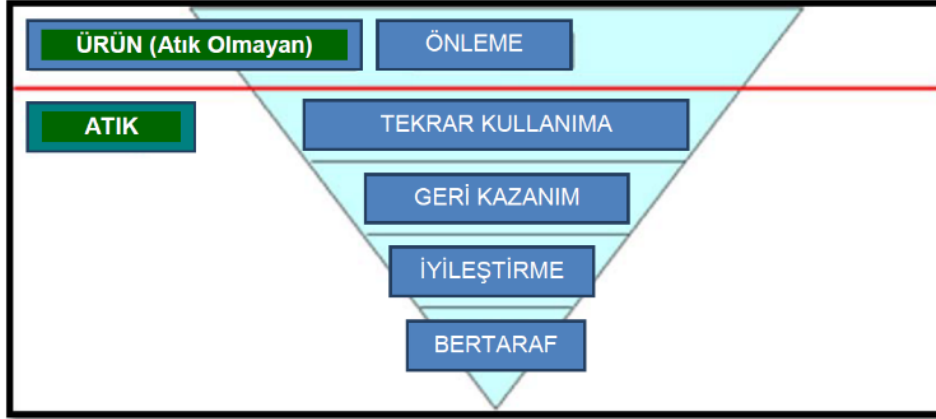 ÜRÜN (Atık Olmayan)
ÖNLEME
ATIK
TEKRAR KULLANIMA
GERİ KAZANIM
İYİLEŞTİRME
BERTARAF